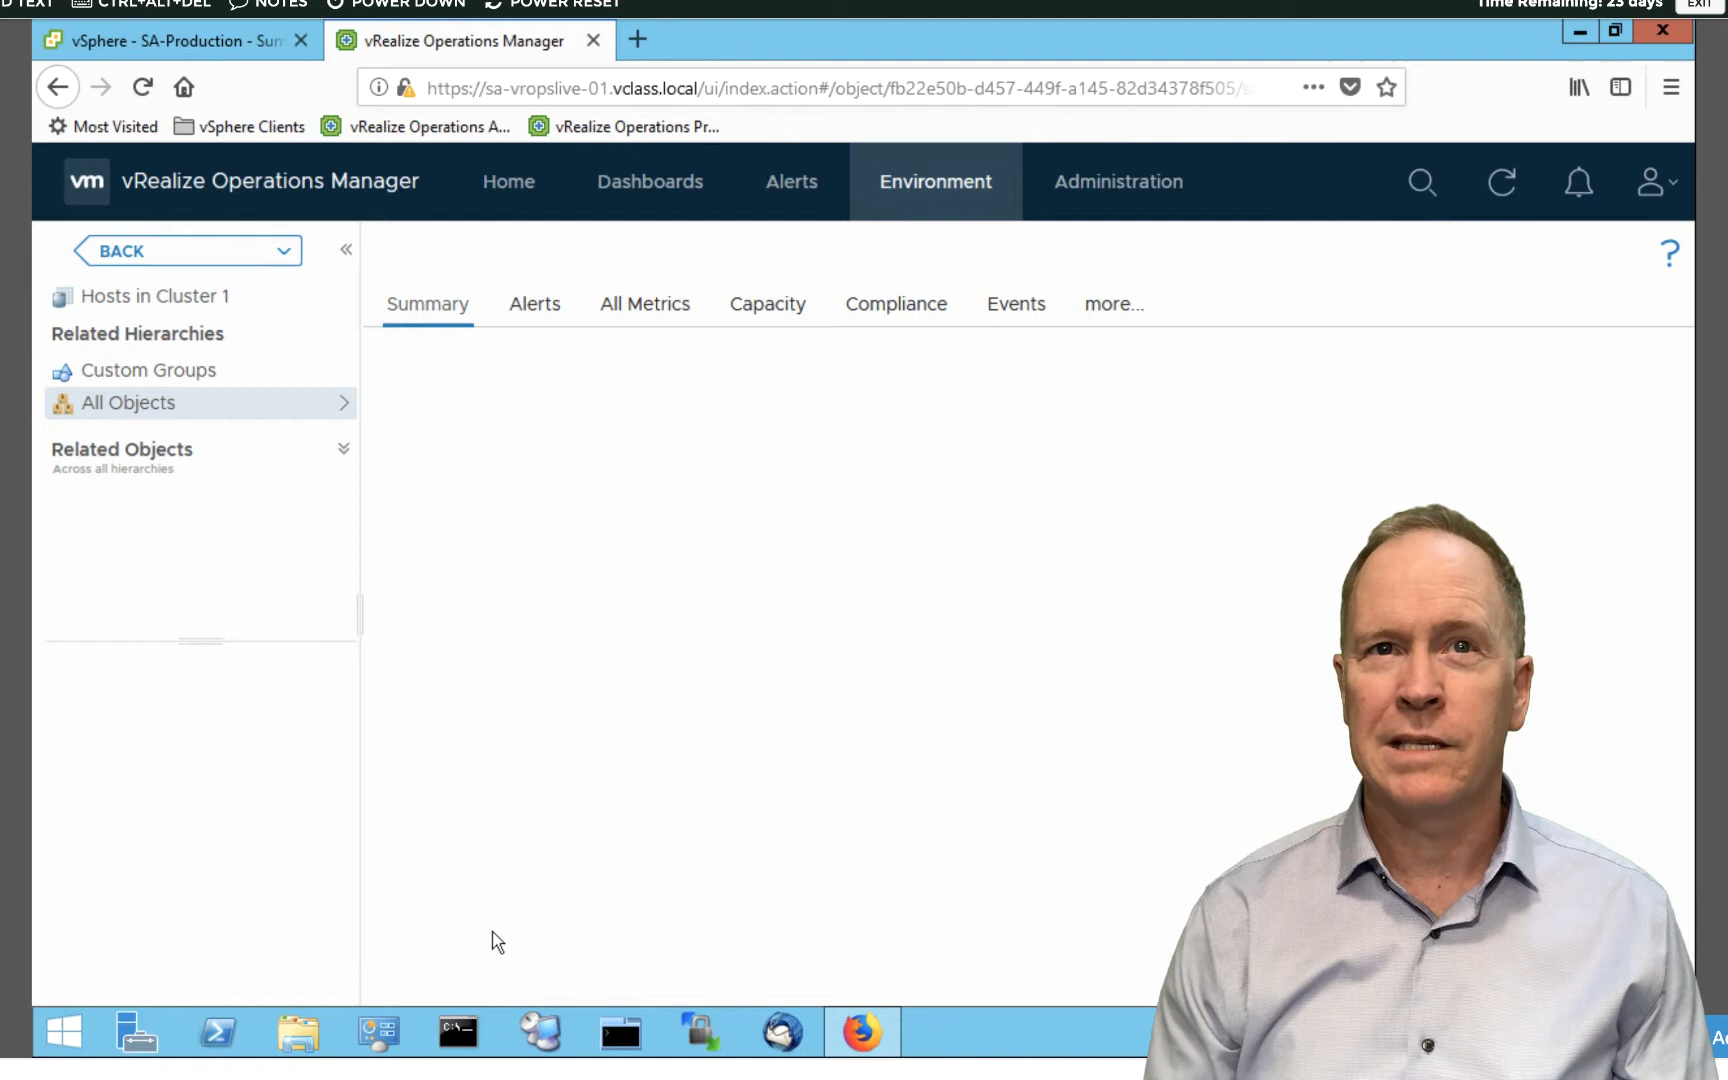 D TEXT CTRL+ALT+DEL NOTES POWER DOWN POWER RESET Time Remaining: 23 days EXIT
vSphere - SA-Production - Sum vRealize Operations Manager
https://sa-vropslive-01.vclass.local/ui/index.action#/object/fb22e50b-d457-449f-a145-82d34378f505/s
Most Visited vSphere Clients vRealize Operations A... vRealize Operations Pr...
vm vRealize Operations Manager Home Dashboards Alerts Environment Administration
BACK
?
Hosts in Cluster 1
Summary Alerts All Metrics Capacity Compliance Events more...
Related Hierarchies
Custom Groups
All Objects
Related Objects
Across all hierarchies
C:\